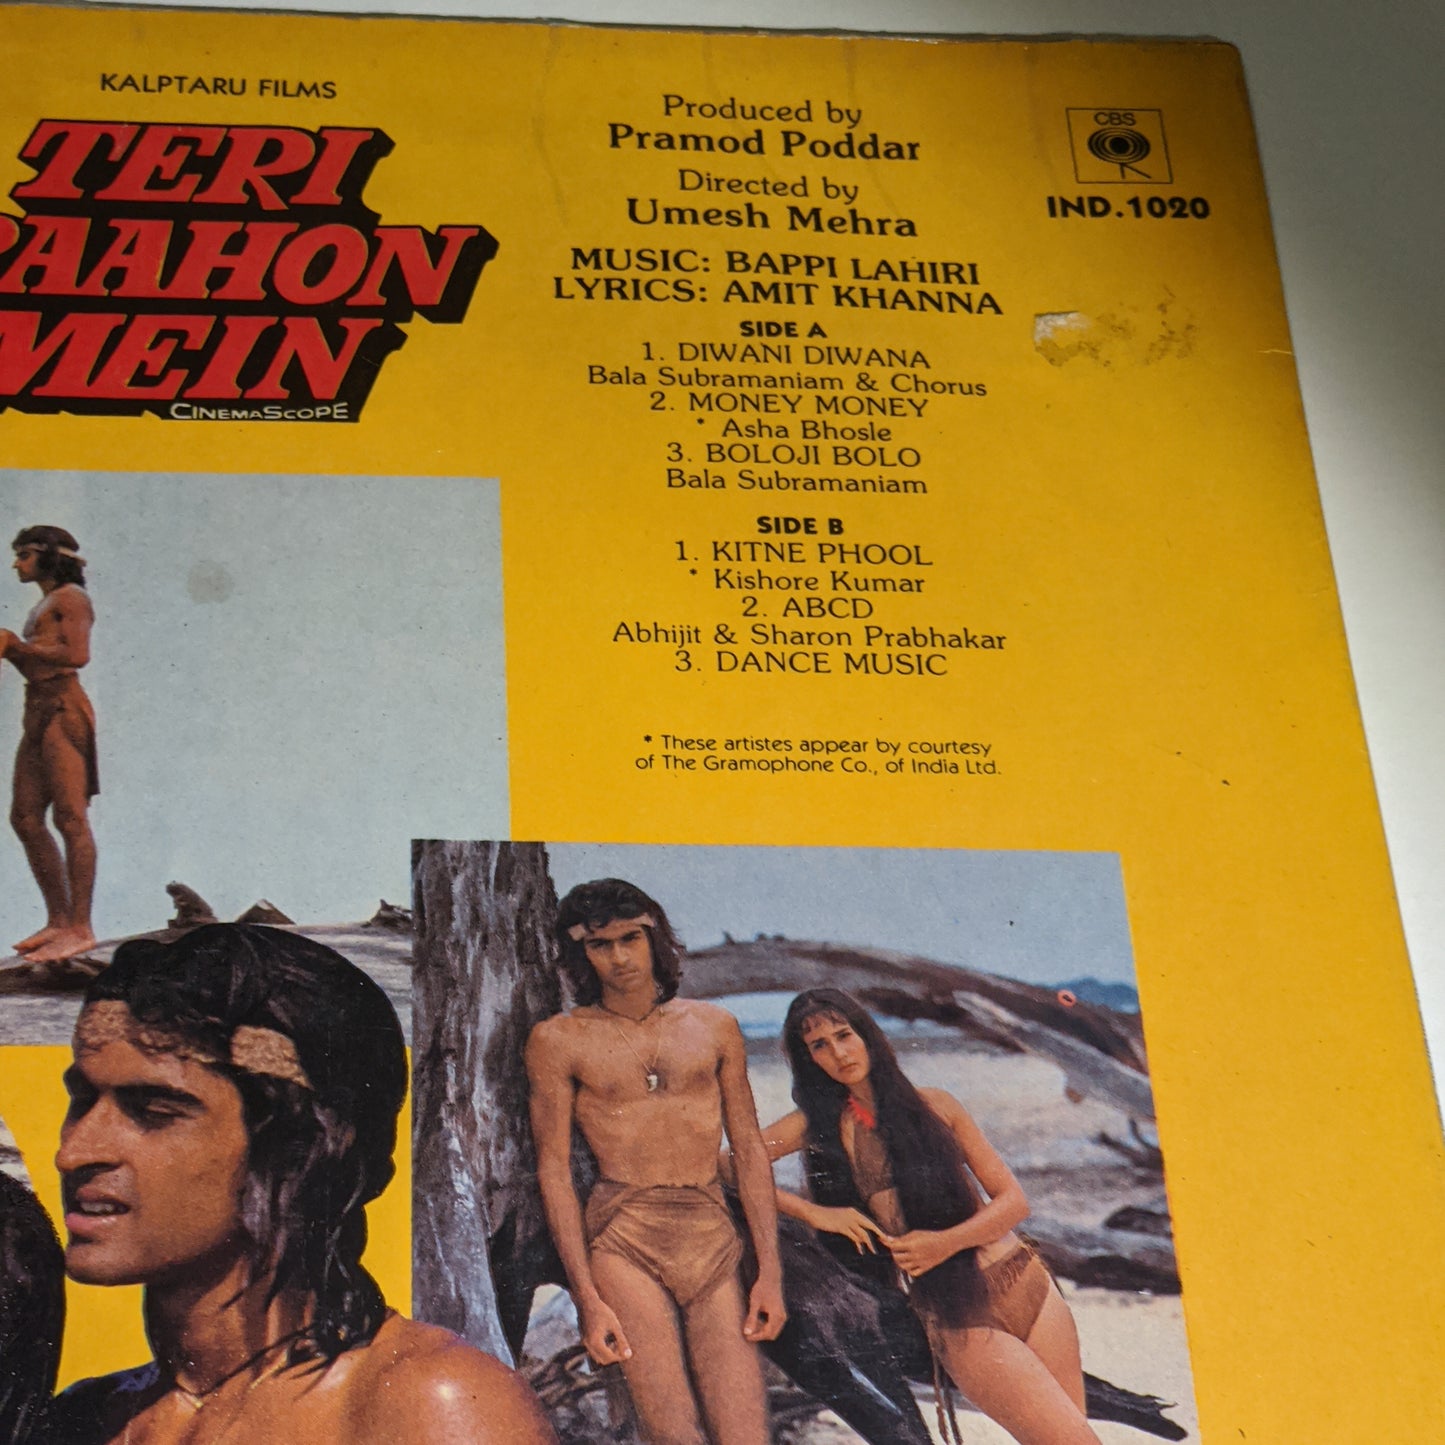 KALPTARU FILMS
TERI
BAAHON
MEIN
CINEMASCOPE
Produced by
Pramod Poddar
Directed by
Umesh Mehra
MUSIC: BAPPI LAHIRI
LYRICS: AMIT KHANNA
SIDE A
1. DIWANI DIWANA
Bala Subramaniam & Chorus
2. MONEY MONEY
* Asha Bhosle
3. BOLOJI BOLO
Bala Subramaniam
SIDE B
1. KITNE PHOOL
* Kishore Kumar
2. ABCD
Abhijit & Sharon Prabhakar
3. DANCE MUSIC
* These artistes appear by courtesy
of The Gramophone Co., of India Ltd.
CBS
IND.1020